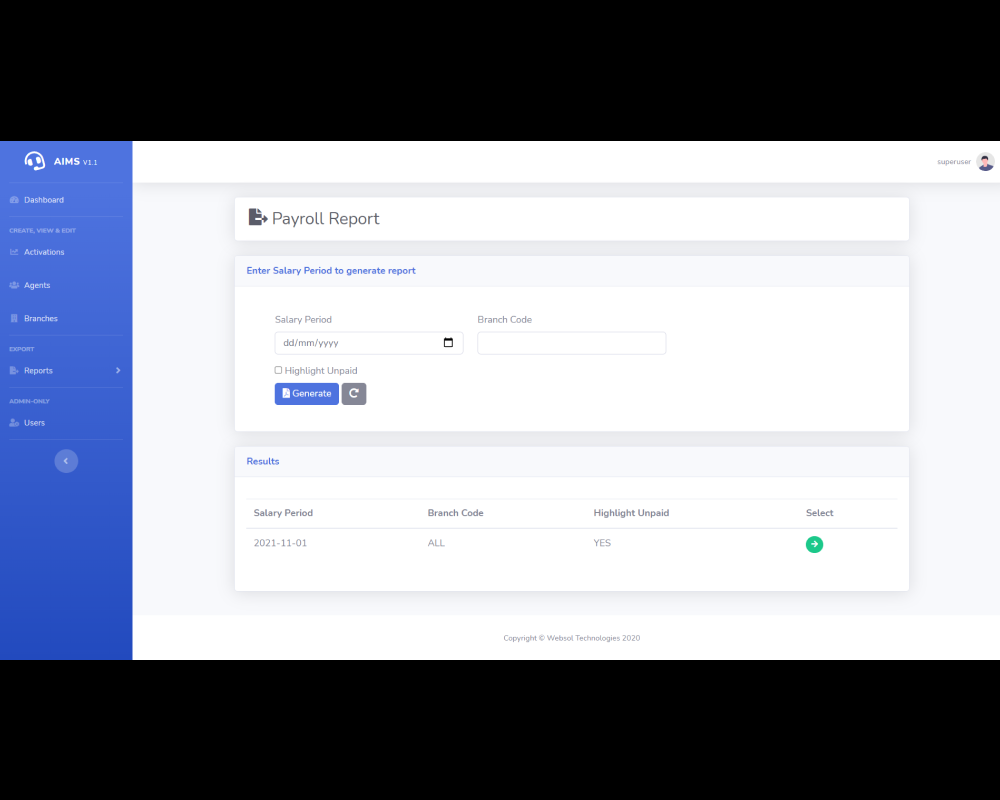 AIMS V1.1
superuser
Dashboard
CREATE, VIEW & EDIT
Activations
Agents
Branches
EXPORT
Reports
ADMIN-ONLY
Users
Payroll Report
Enter Salary Period to generate report
Salary Period Branch Code
dd/mm/yyyy
Highlight Unpaid
Generate
Results
Salary Period Branch Code Highlight Unpaid Select
2021-11-01 ALL YES
Copyright © Websol Technologies 2020